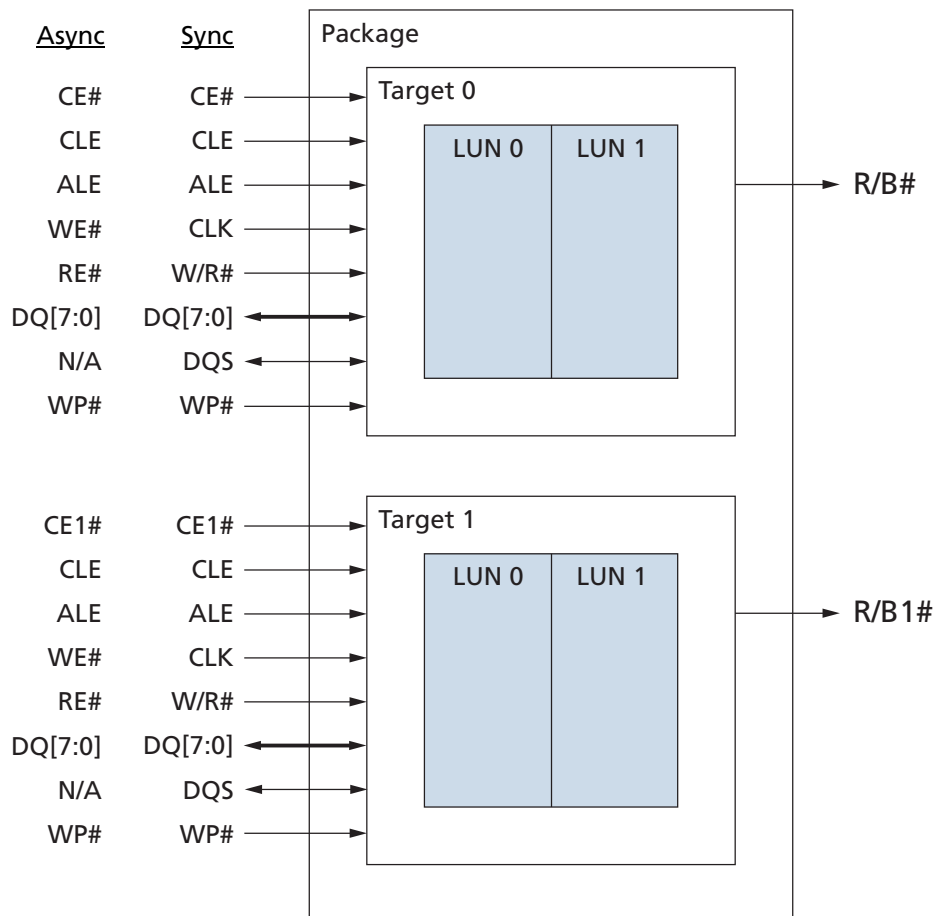 Async Sync Package
CE# CE# Target 0
CLE CLE LUN 0 LUN 1
ALE ALE R/B#
WE# CLK
RE# W/R#
DQ[7:0] DQ[7:0]
N/A DQS
WP# WP#
CE1# CE1# Target 1
CLE CLE LUN 0 LUN 1
ALE ALE R/B1#
WE# CLK
RE# W/R#
DQ[7:0] DQ[7:0]
N/A DQS
WP# WP#